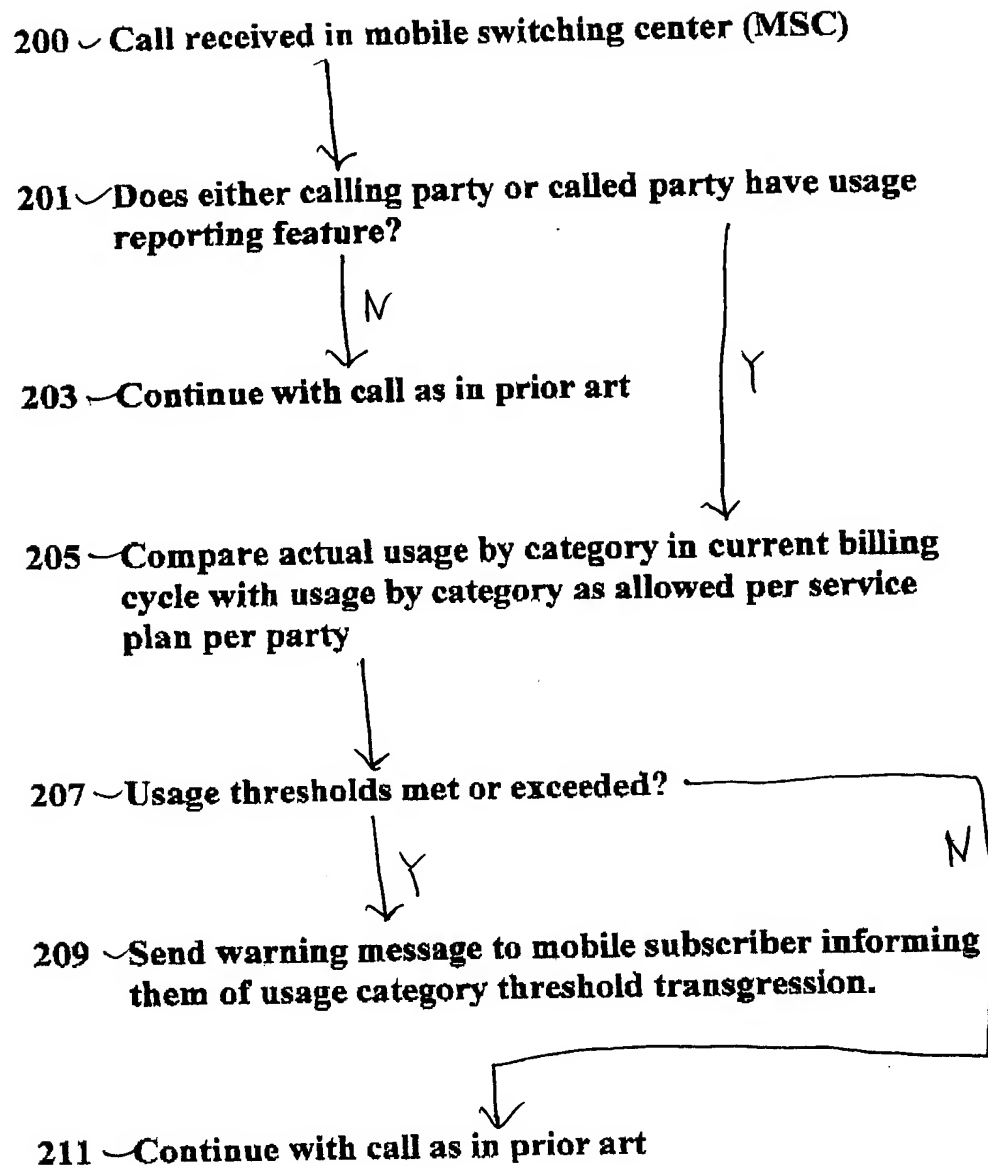 200 Call received in mobile switching center (MSC)
201 Does either calling party or called party have usage
reporting feature?
N
Y
203 Continue with call as in prior art
205 Compare actual usage by category in current billing
cycle with usage by category as allowed per service
plan per party
207 Usage thresholds met or exceeded?
Y
N
209 Send warning message to mobile subscriber informing
them of usage category threshold transgression.
211 Continue with call as in prior art